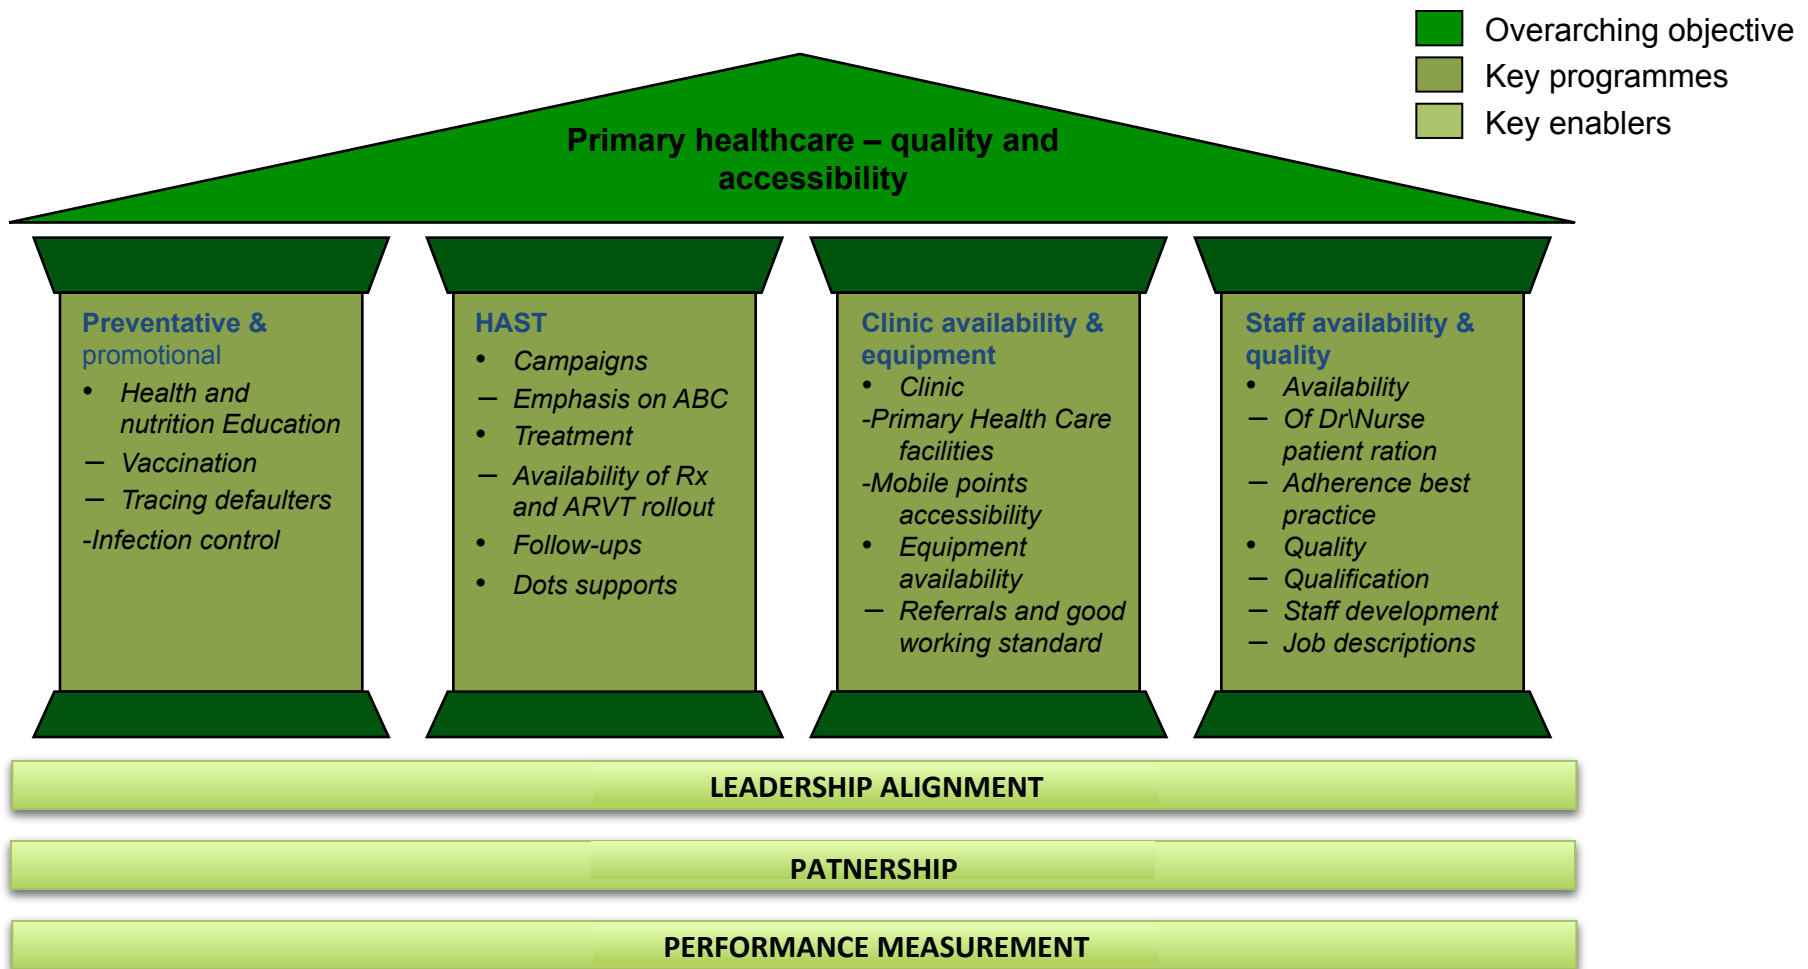 Overarching objective
Key programmes
Key enablers
Primary healthcare – quality and
accessibility
Preventative &
promotional
• Health and
nutrition Education
– Vaccination
– Tracing defaulters
-Infection control
HAST
• Campaigns
– Emphasis on ABC
• Treatment
– Availability of Rx
and ARVT rollout
• Follow-ups
• Dots supports
Clinic availability &
equipment
• Clinic
-Primary Health Care
facilities
-Mobile points
accessibility
• Equipment
availability
– Referrals and good
working standard
Staff availability &
quality
• Availability
– Of Dr\Nurse
patient ration
– Adherence best
practice
• Quality
– Qualification
– Staff development
– Job descriptions
LEADERSHIP ALIGNMENT
PATNERSHIP
PERFORMANCE MEASUREMENT